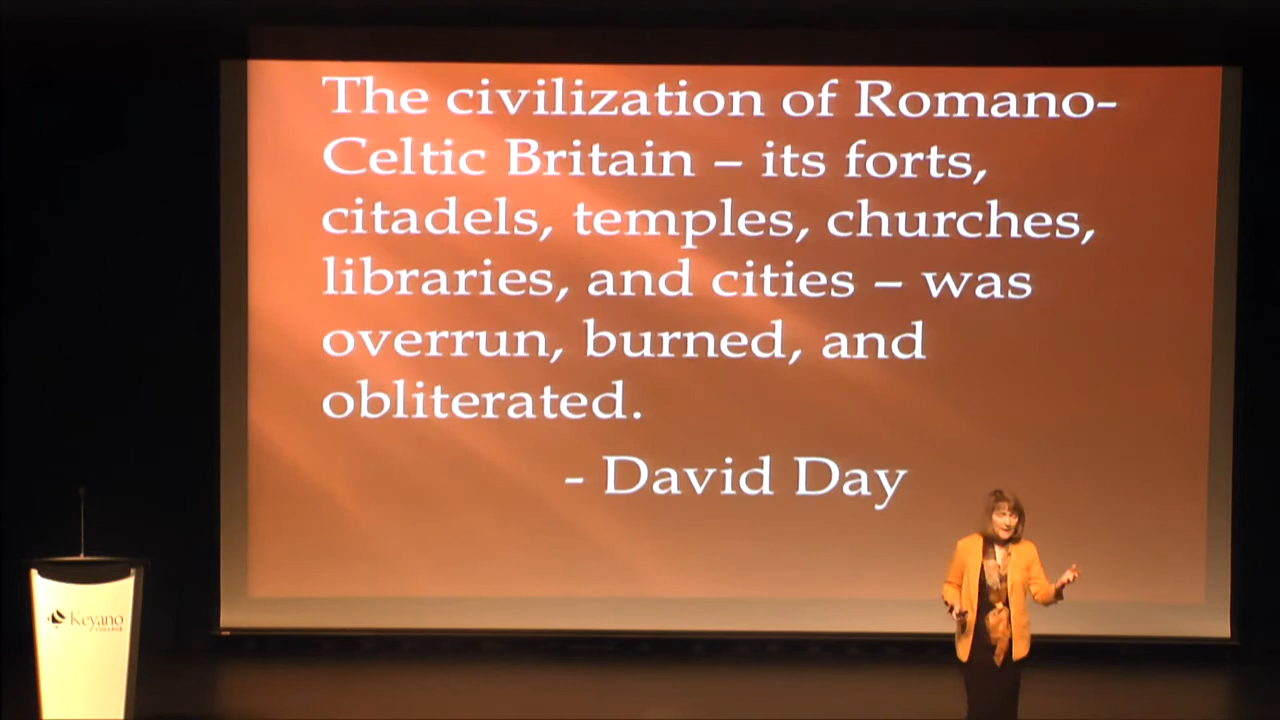 The civilization of Romano-
Celtic Britain – its forts,
citadels, temples, churches,
libraries, and cities – was
overrun, burned, and
obliterated.
- David Day
Keyano
COLLEGE